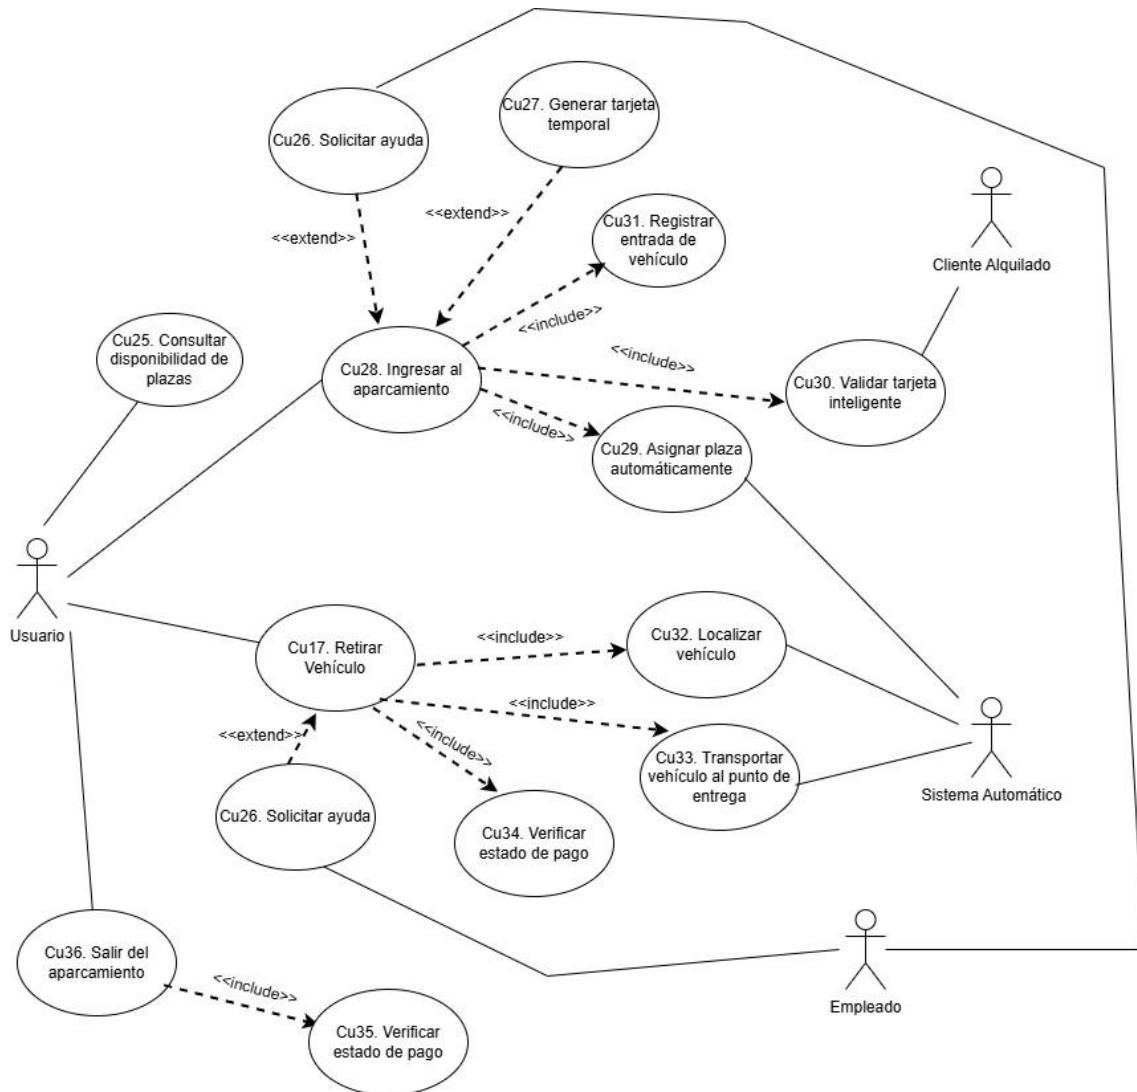 Cu26. Solicitar ayuda
Cu27. Generar tarjeta
temporal
<<extend>>
<<extend>>
Cu31. Registrar
entrada de
vehículo
Cliente Alquilado
Cu25. Consultar
disponibilidad de
plazas
Cu28. Ingresar al
aparcamiento
<<include>>
<<include>>
<<include>>
Cu30. Validar tarjeta
inteligente
Cu29. Asignar plaza
automáticamente
Usuario
Cu17. Retirar
Vehículo
<<include>>
Cu32. Localizar
vehículo
<<include>>
<<extend>>
<<include>>
Cu33. Transportar
vehículo al punto de
entrega
Sistema Automático
Cu26. Solicitar ayuda
Cu34. Verificar
estado de pago
Cu36. Salir del
aparcamiento
<<include>>
Cu35. Verificar
estado de pago
Empleado